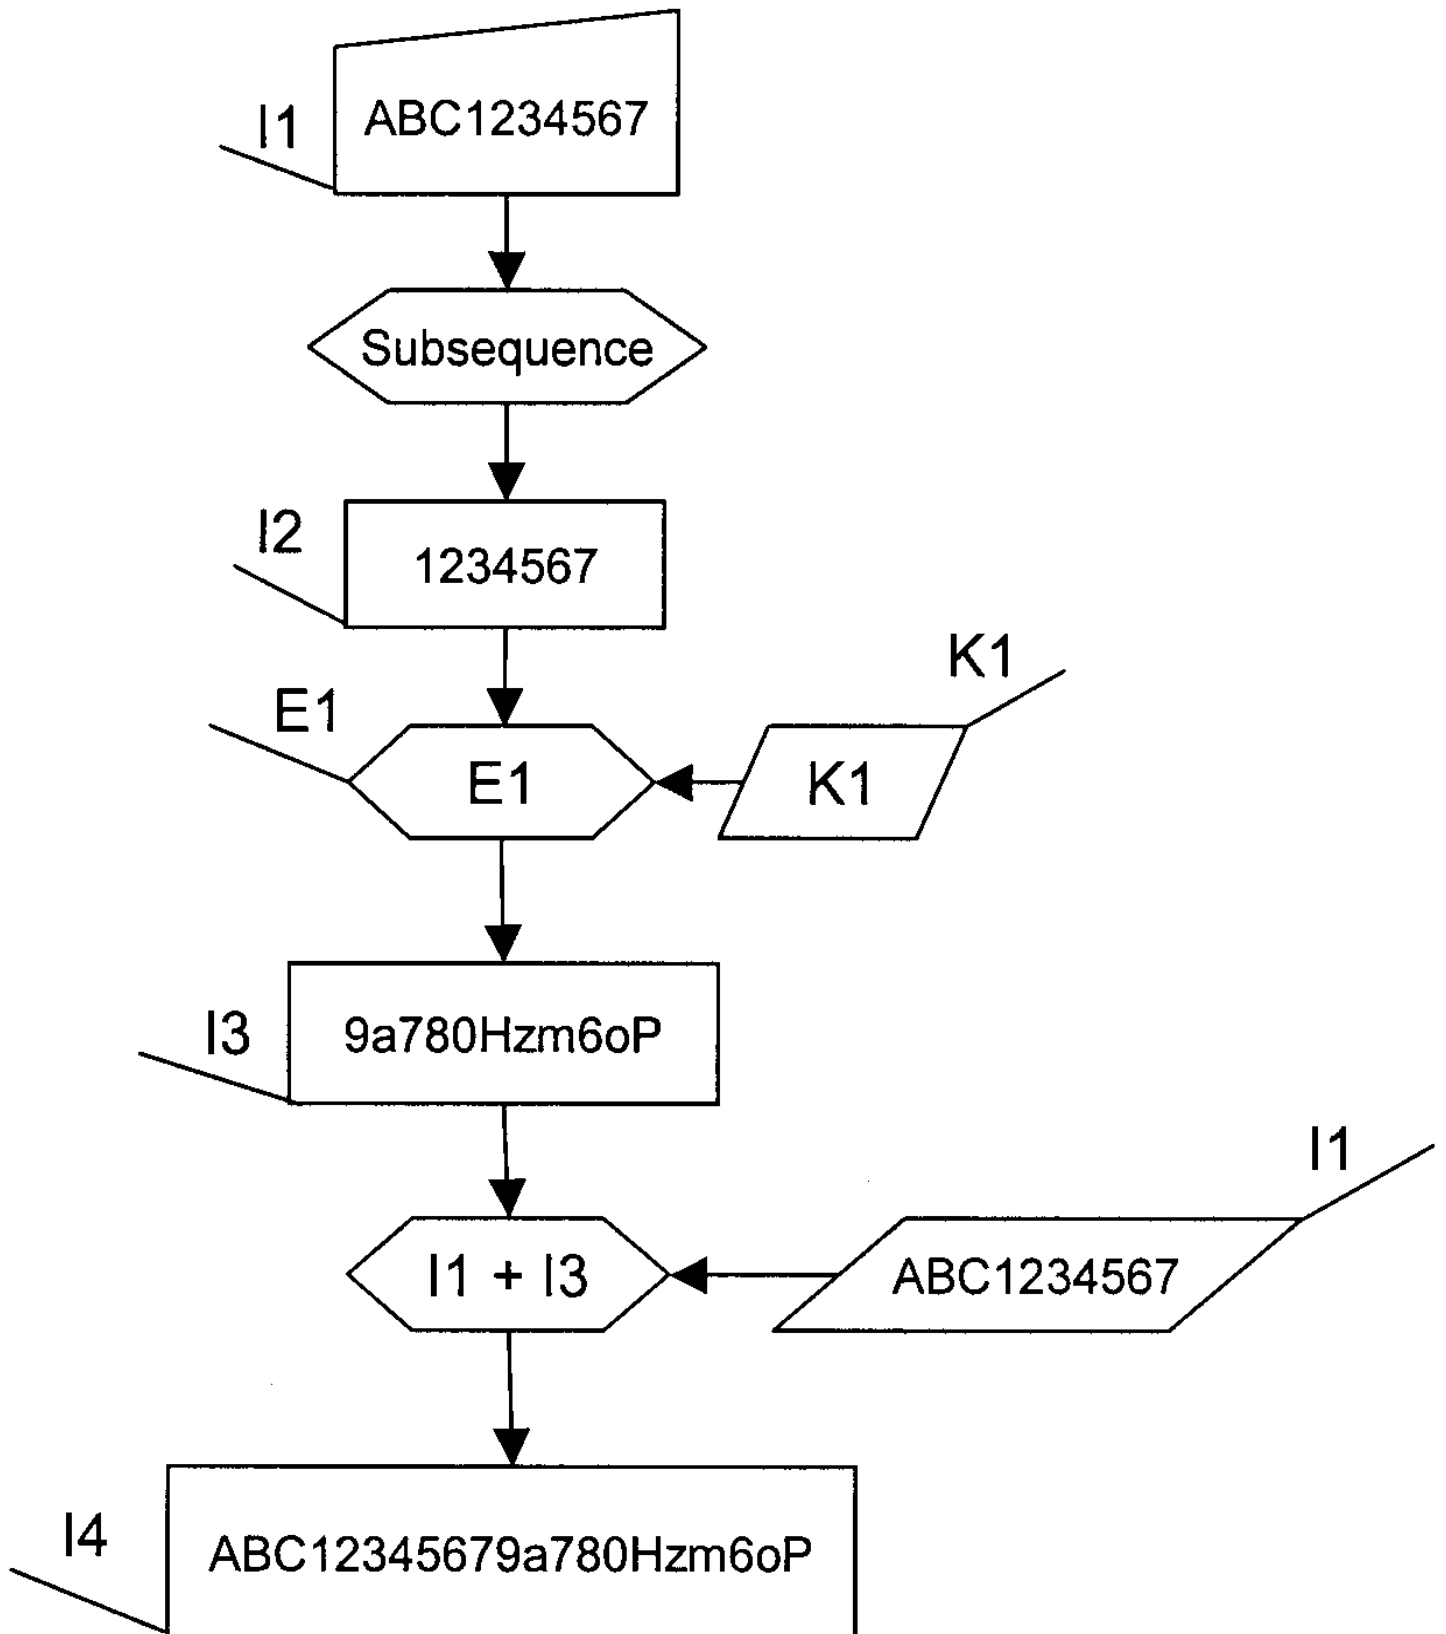 I1
ABC1234567
Subsequence
I2
1234567
K1
E1
E1
K1
I3
9a780Hzm6oP
I1
I1 + I3
ABC1234567
I4
ABC12345679a780Hzm6oP